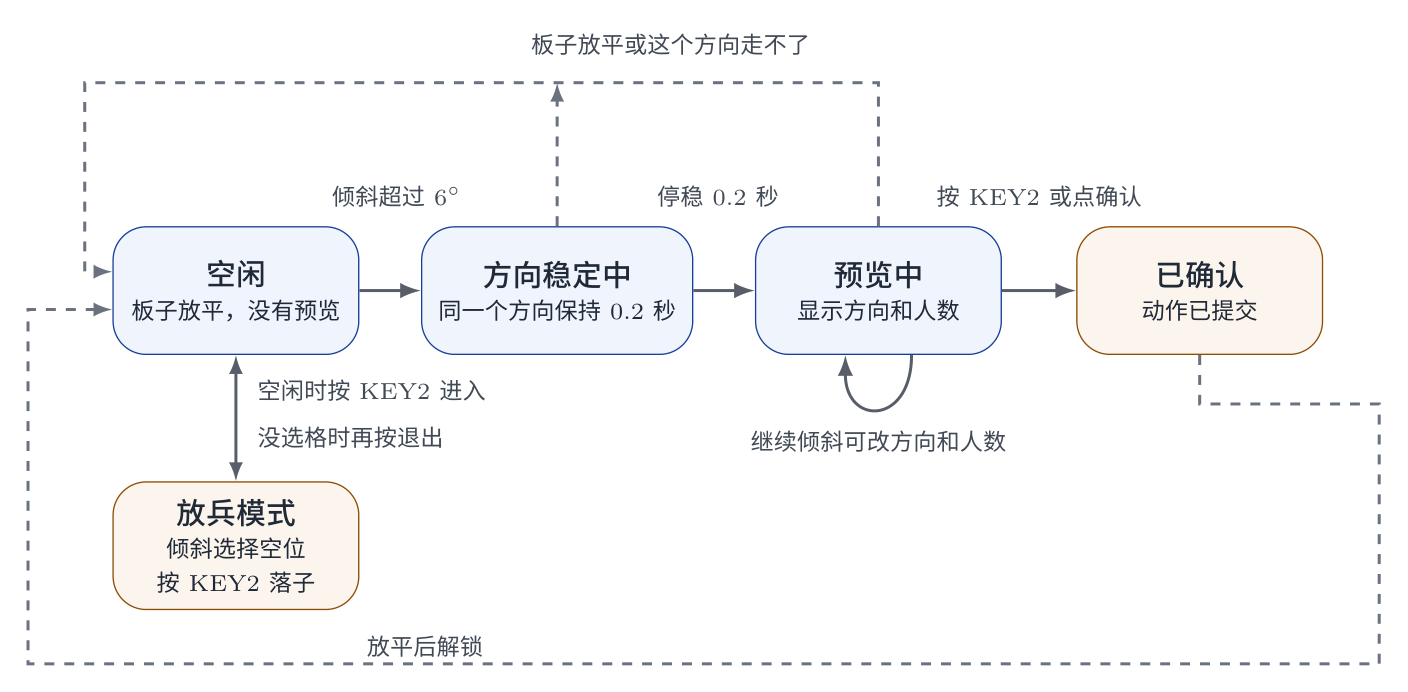 板子放平或这个方向走不了
倾斜超过 6°
停稳 0.2 秒
按 KEY2 或点确认
空闲
板子放平，没有预览
方向稳定中
同一个方向保持 0.2 秒
预览中
显示方向和人数
已确认
动作已提交
空闲时按 KEY2 进入
没选格时再按退出
继续倾斜可改方向和人数
放兵模式
倾斜选择空位
按 KEY2 落子
放平后解锁